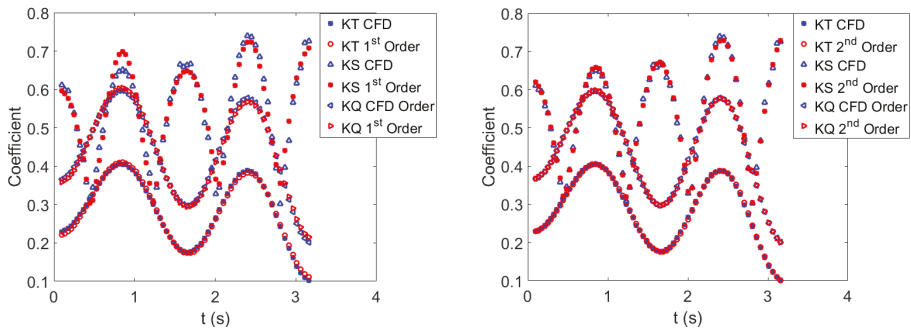 0.8
0.7
0.6
0.5
0.4
0.3
0.2
0.1
Coefficient
0
1
2
3
4
t (s)
KT CFD
KT 1st Order
KS CFD
KS 1st Order
KQ CFD Order
KQ 1st Order
0.8
0.7
0.6
0.5
0.4
0.3
0.2
0.1
Coefficient
0
1
2
3
4
t (s)
KT CFD
KT 2nd Order
KS CFD
KS 2nd Order
KQ CFD Order
KQ 2nd Order